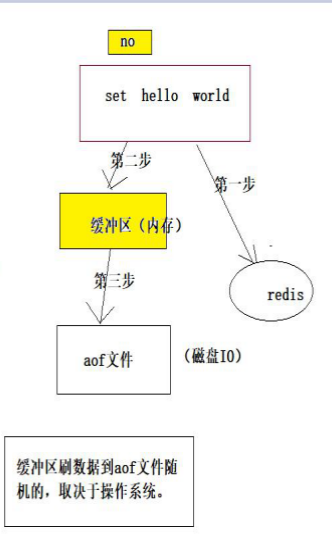 no
set hello world
第二步
第一步
缓冲区（内存）
第三步
redis
aof文件
（磁盘IO）
缓冲区刷数据到aof文件随
机的，取决于操作系统。